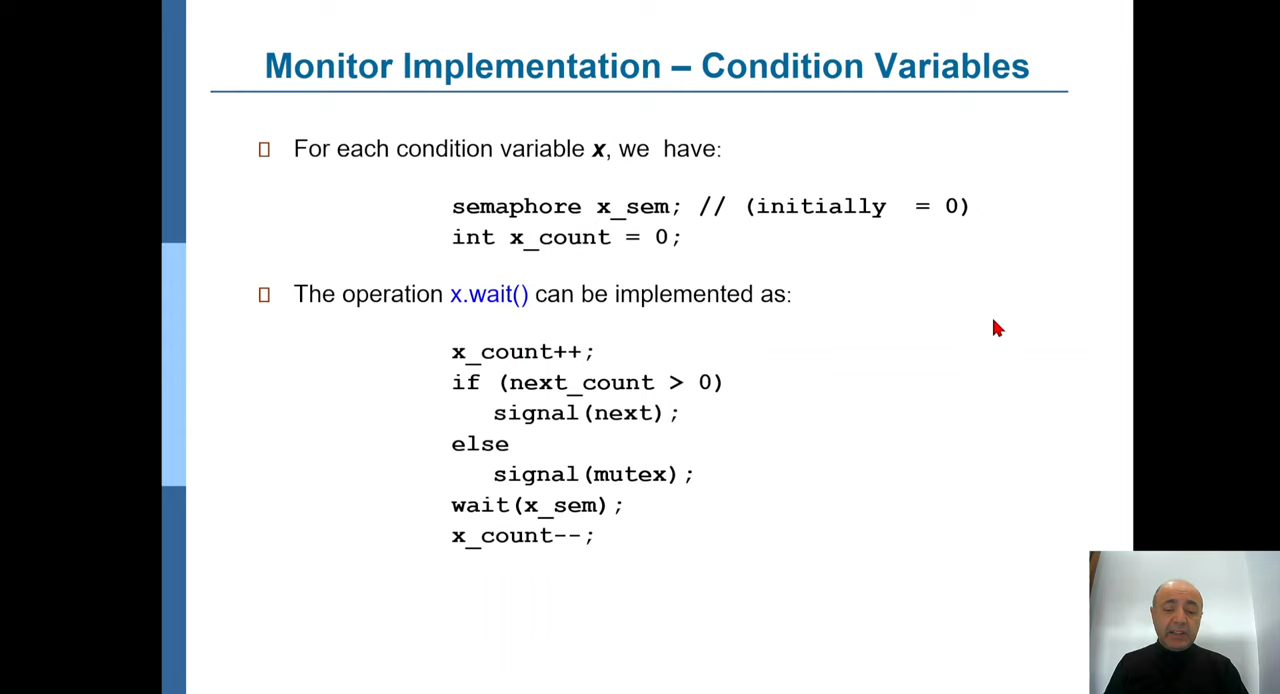 Monitor Implementation – Condition Variables
For each condition variable x, we have:
semaphore x_sem; // (initially = 0)
int x_count = 0;
The operation x.wait() can be implemented as:
x_count++;
if (next_count > 0)
signal(next);
else
signal(mutex);
wait(x_sem);
x_count--;